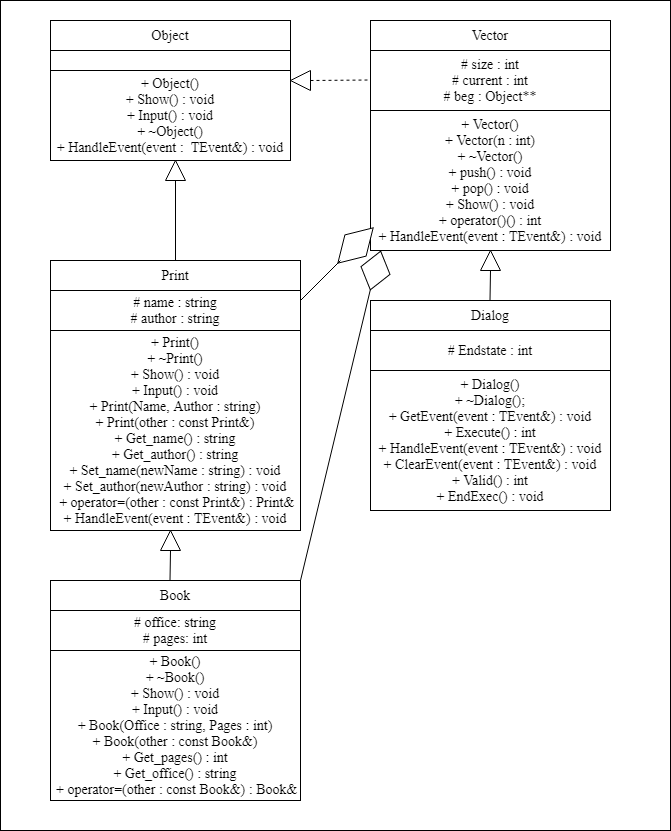 Object
+ Object()
+ Show() : void
+ Input() : void
+ ~Object()
+ HandleEvent(event : TEvent&) : void
Vector
# size : int
# current : int
# beg : Object**
+ Vector()
+ Vector(n : int)
+ ~Vector()
+ push() : void
+ pop() : void
+ Show() : void
+ operator()() : int
+ HandleEvent(event : TEvent&) : void
Print
# name : string
# author : string
+ Print()
+ ~Print()
+ Show() : void
+ Input() : void
+ Print(Name, Author : string)
+ Print(other : const Print&)
+ Get_name() : string
+ Get_author() : string
+ Set_name(newName : string) : void
+ Set_author(newAuthor : string) : void
+ operator=(other : const Print&) : Print&
+ HandleEvent(event : TEvent&) : void
Dialog
# Endstate : int
+ Dialog()
+ ~Dialog();
+ GetEvent(event : TEvent&) : void
+ Execute() : int
+ HandleEvent(event : TEvent&) : void
+ ClearEvent(event : TEvent&) : void
+ Valid() : int
+ EndExec() : void
Book
# office: string
# pages: int
+ Book()
+ ~Book()
+ Show() : void
+ Input() : void
+ Book(Office : string, Pages : int)
+ Book(other : const Book&)
+ Get_pages() : int
+ Get_office() : string
+ operator=(other : const Book&) : Book&